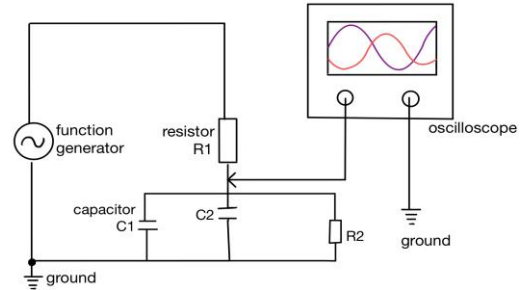 function
generator
resistor
R1
oscilloscope
capacitor
C1
C2
R2
ground
ground